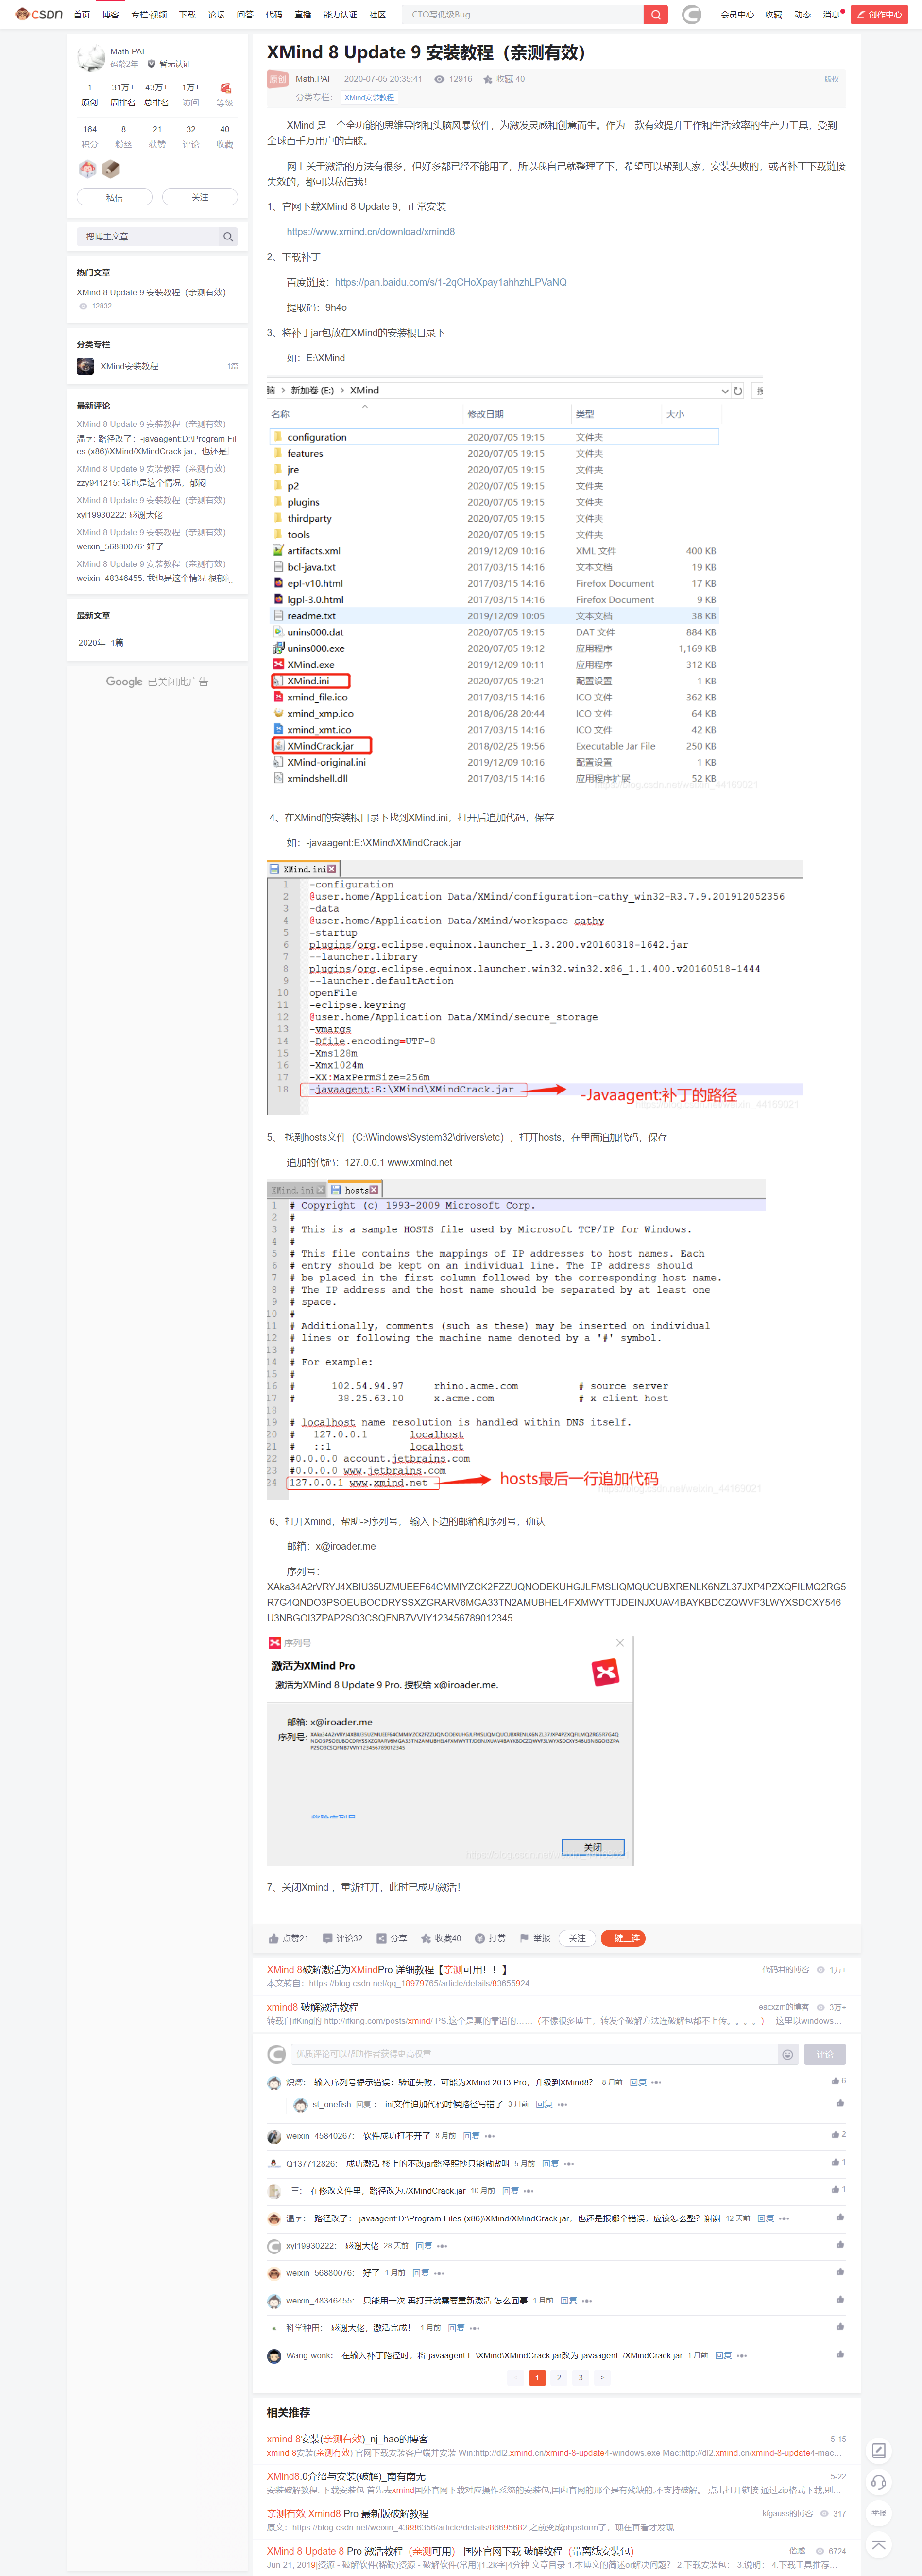 CSDN 首页 博客 专栏·视频 下载 论坛 问答 代码 直播 能力认证 社区 CTO写低级Bug 会员中心 收藏 动态 消息 创作中心
Math.PAI
码龄2年 暂无认证
1 31万+ 43万+ 1万+
原创 周排名 总排名 访问 等级
164 8 21 32 40
积分 粉丝 获赞 评论 收藏
私信 关注
搜博主文章
热门文章
XMind 8 Update 9 安装教程（亲测有效）
12832
分类专栏
XMind安装教程 1篇
最新评论
XMind 8 Update 9 安装教程（亲测有效）
温ァ: 路径改了：-javaagent:D:\Program Fil
es (x86)\XMind/XMindCrack.jar，也还是
XMind 8 Update 9 安装教程（亲测有效）
zzy941215: 我也是这个情况，郁闷
XMind 8 Update 9 安装教程（亲测有效）
xyl19930222: 感谢大佬
XMind 8 Update 9 安装教程（亲测有效）
weixin_56880076: 好了
XMind 8 Update 9 安装教程（亲测有效）
weixin_48346455: 我也是这个情况 很郁
最新文章
2020年 1篇
Google 已关闭此广告
XMind 8 Update 9 安装教程（亲测有效）
原创 Math.PAI 2020-07-05 20:35:41 12916 收藏 40 版权
分类专栏： XMind安装教程
XMind 是一个全功能的思维导图和头脑风暴软件，为激发灵感和创意而生。作为一款有效提升工作和生活效率的生产力工具，受到
全球百千万用户的青睐。
网上关于激活的方法有很多，但好多都已经不能用了，所以我自己就整理了下，希望可以帮到大家，安装失败的，或者补丁下载链接
失效的，都可以私信我！
1、官网下载XMind 8 Update 9，正常安装
https://www.xmind.cn/download/xmind8
2、下载补丁
百度链接：https://pan.baidu.com/s/1-2qCHoXpay1ahhzhLPVaNQ
提取码：9h4o
3、将补丁jar包放在XMind的安装根目录下
如：E:\XMind
脑 › 新加卷 (E:) › XMind
名称 修改日期 类型 大小
configuration 2020/07/05 19:15 文件夹
features 2020/07/05 19:15 文件夹
jre 2020/07/05 19:15 文件夹
p2 2020/07/05 19:15 文件夹
plugins 2020/07/05 19:15 文件夹
thirdparty 2020/07/05 19:15 文件夹
tools 2020/07/05 19:15 文件夹
artifacts.xml 2019/12/09 10:16 XML 文件 400 KB
bcl-java.txt 2017/03/15 14:16 文本文档 19 KB
epl-v10.html 2017/03/15 14:16 Firefox Document 17 KB
lgpl-3.0.html 2017/03/15 14:16 Firefox Document 9 KB
readme.txt 2019/12/09 10:05 文本文档 38 KB
unins000.dat 2020/07/05 19:15 DAT 文件 884 KB
unins000.exe 2020/07/05 19:12 应用程序 1,169 KB
XMind.exe 2019/12/09 10:11 应用程序 312 KB
XMind.ini 2020/07/05 19:21 配置设置 1 KB
xmind_file.ico 2017/03/15 14:16 ICO 文件 362 KB
xmind_xmp.ico 2018/06/28 20:44 ICO 文件 64 KB
xmind_xmt.ico 2017/03/15 14:16 ICO 文件 42 KB
XMindCrack.jar 2018/02/25 19:56 Executable Jar File 250 KB
XMind-original.ini 2019/12/09 10:16 配置设置 1 KB
xmindshell.dll 2017/03/15 14:16 应用程序扩展 52 KB
https://blog.csdn.net/weixin_44169021
4、在XMind的安装根目录下找到XMind.ini，打开后追加代码，保存
如：-javaagent:E:\XMind\XMindCrack.jar
XMind.ini
1 -configuration
2 @user.home/Application Data/XMind/configuration-cathy_win32-R3.7.9.201912052356
3 -data
4 @user.home/Application Data/XMind/workspace-cathy
5 -startup
6 plugins/org.eclipse.equinox.launcher_1.3.200.v20160318-1642.jar
7 --launcher.library
8 plugins/org.eclipse.equinox.launcher.win32.win32.x86_1.1.400.v20160518-1444
9 --launcher.defaultAction
10 openFile
11 -eclipse.keyring
12 @user.home/Application Data/XMind/secure_storage
13 -vmargs
14 -Dfile.encoding=UTF-8
15 -Xms128m
16 -Xmx1024m
17 -XX:MaxPermSize=256m
18 -javaagent:E:\XMind\XMindCrack.jar
-Javaagent:补丁的路径
5、 找到hosts文件（C:\Windows\System32\drivers\etc），打开hosts，在里面追加代码，保存
追加的代码：127.0.0.1 www.xmind.net
XMind.ini hosts
1 # Copyright (c) 1993-2009 Microsoft Corp.
2 #
3 # This is a sample HOSTS file used by Microsoft TCP/IP for Windows.
4 #
5 # This file contains the mappings of IP addresses to host names. Each
6 # entry should be kept on an individual line. The IP address should
7 # be placed in the first column followed by the corresponding host name.
8 # The IP address and the host name should be separated by at least one
9 # space.
10 #
11 # Additionally, comments (such as these) may be inserted on individual
12 # lines or following the machine name denoted by a '#' symbol.
13 #
14 # For example:
15 #
16 # 102.54.94.97 rhino.acme.com # source server
17 # 38.25.63.10 x.acme.com # x client host
18
19 # localhost name resolution is handled within DNS itself.
20 # 127.0.0.1 localhost
21 # ::1 localhost
22 #0.0.0.0 account.jetbrains.com
23 #0.0.0.0 www.jetbrains.com
24 127.0.0.1 www.xmind.net
hosts最后一行追加代码
6、打开Xmind，帮助->序列号， 输入下边的邮箱和序列号，确认
邮箱：x@iroader.me
序列号：
XAka34A2rVRYJ4XBIU35UZMUEEF64CMMIYZCK2FZZUQNODEKUHGJLFMSLIQMQUCUBXRENLK6NZL37JXP4PZXQFILMQ2RG5
R7G4QNDO3PSOEUBOCDRYSSXZGRARV6MGA33TN2AMUBHEL4FXMWYTTJDEINJXUAV4BAYKBDCZQWVF3LWYXSDCXY546
U3NBGOI3ZPAP2SO3CSQFNB7VVIY123456789012345
序列号
激活为XMind Pro
激活为XMind 8 Update 9 Pro. 授权给 x@iroader.me.
邮箱: x@iroader.me
序列号:
关闭
7、关闭Xmind ，重新打开，此时已成功激活！
点赞21 评论32 分享 收藏40 打赏 举报 关注 一键三连
XMind 8破解激活为XMindPro 详细教程【亲测可用！！】 代码君的博客 1万+
本文转自：https://blog.csdn.net/qq_18979765/article/details/83655924 ...
xmind8 破解激活教程 eacxzm的博客 3万+
转载自ifKing的 http://ifking.com/posts/xmind/ PS.这个是真的靠谱的......（不像很多博主，转发个破解方法连破解包都不上传。。。） 这里以windows...
优质评论可以帮助作者获得更高权重 评论
炽煜： 输入序列号提示错误：验证失败，可能为XMind 2013 Pro，升级到XMind8? 8 月前 回复 6
st_onefish 回复： ini文件追加代码时候路径写错了 3 月前 回复
weixin_45840267： 软件成功打不开了 8 月前 回复 2
Q137712826： 成功激活 楼上的不改jar路径照抄只能嗷嗷叫 5 月前 回复 1
_三： 在修改文件里，路径改为./XMindCrack.jar 10 月前 回复 1
温ァ： 路径改了：-javaagent:D:\Program Files (x86)\XMind/XMindCrack.jar，也还是报哪个错误，应该怎么整？谢谢 12 天前 回复
xyl19930222： 感谢大佬 28 天前 回复
weixin_56880076： 好了 1 月前 回复
weixin_48346455： 只能用一次 再打开就需要重新激活 怎么回事 1 月前 回复
科学种田： 感谢大佬，激活完成！ 1 月前 回复
Wang-wonk： 在输入补丁路径时，将-javaagent:E:\XMind\XMindCrack.jar改为-javaagent:./XMindCrack.jar 1 月前 回复
1 2 3 >
相关推荐
xmind 8安装(亲测有效)_nj_hao的博客 5-15
xmind 8安装(亲测有效) 官网下载安装客户端并安装 Win:http://dl2.xmind.cn/xmind-8-update4-windows.exe Mac:http://dl2.xmind.cn/xmind-8-update4-mac...
XMind8.0介绍与安装(破解)_南有南无 5-22
安装破解教程: 下载安装包 首先去xmind国外官网下载对应操作系统的安装包,国内官网的那个是有残缺的,不支持破解。 点击打开链接 通过zip格式下载,别...
亲测有效 Xmind8 Pro 最新版破解教程 kfgauss的博客 317
原文：https://blog.csdn.net/weixin_43886356/article/details/86695682 之前变成phpstorm了，现在再看才发现
XMind 8 Update 8 Pro 激活教程（亲测可用） 国外官网下载 破解教程（带离线安装包） 6724
Jun 21, 2019|资源 - 破解软件(稀缺)资源 - 破解软件(常用)|1.2k字|4分钟 文章目录 1.本博文的简述or解决问题？ 2.下载安装包： 3.说明： 4.下载工具推荐...
举报